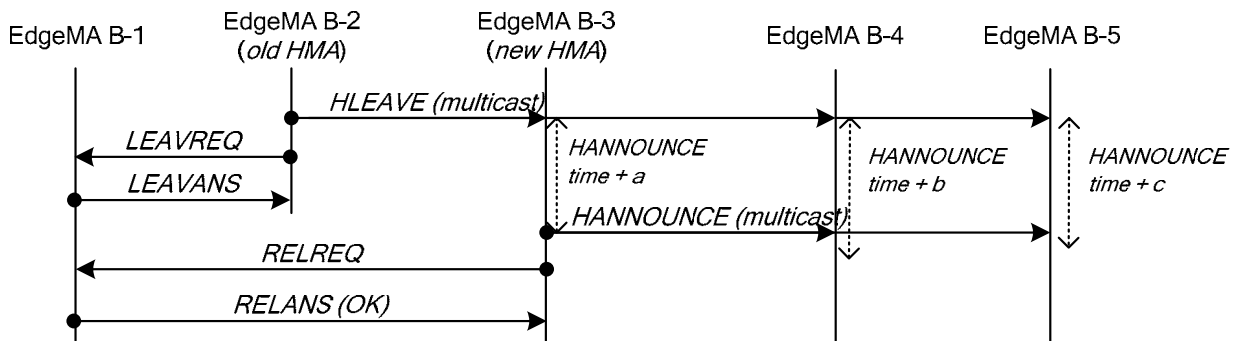 EdgeMA B-1
EdgeMA B-2
(old HMA)
EdgeMA B-3
(new HMA)
EdgeMA B-4
EdgeMA B-5
HLEAVE (multicast)
LEAVREQ
LEAVANS
HANNOUNCE
time + a
HANNOUNCE
time + b
HANNOUNCE
time + c
HANNOUNCE (multicast)
RELREQ
RELANS (OK)